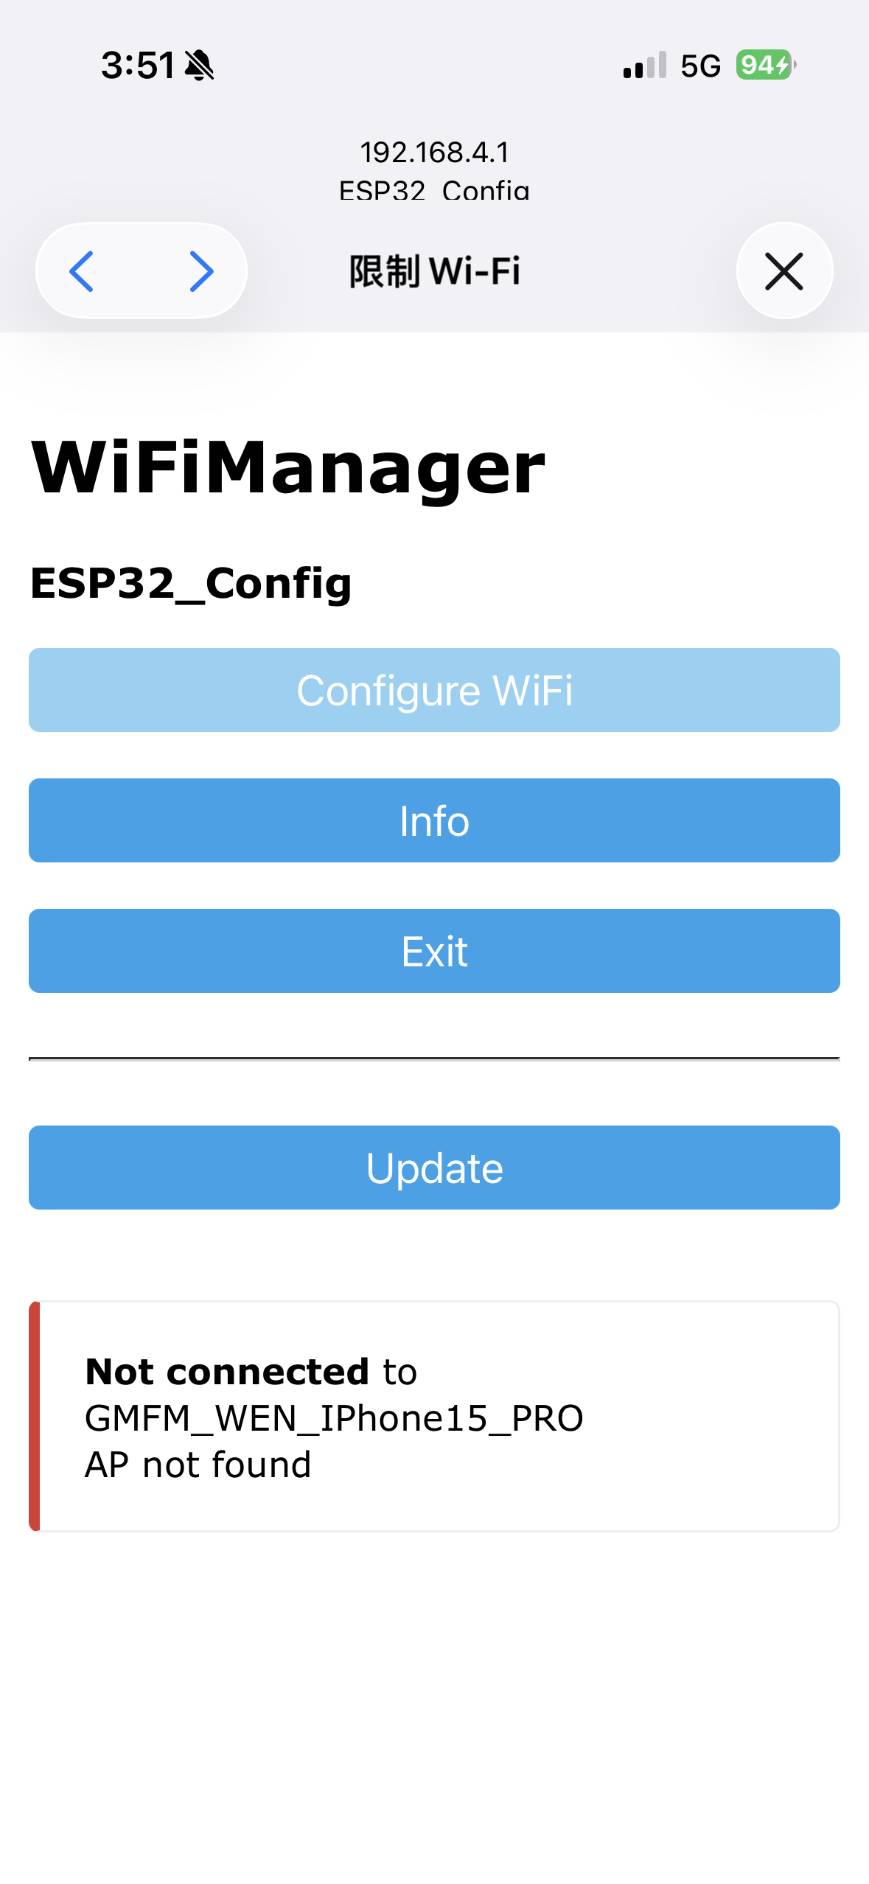 3:51
5G 94
192.168.4.1
ESP32_Config
限制 Wi-Fi
WiFiManager
ESP32_Config
Configure WiFi
Info
Exit
Update
Not connected to
GMFM_WEN_IPhone15_PRO
AP not found